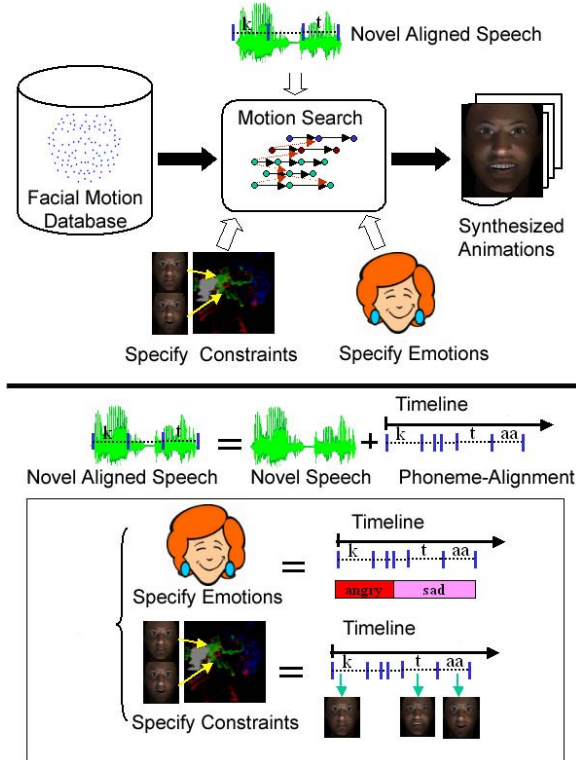 k t
Novel Aligned Speech
Motion Search
Facial Motion
Database
Synthesized
Animations
Specify Constraints
Specify Emotions
Timeline
k t
k t aa
Novel Aligned Speech
Novel Speech
Phoneme-Alignment
=
+
Timeline
k t aa
=
angry sad
Specify Emotions
Timeline
k t aa
=
Specify Constraints